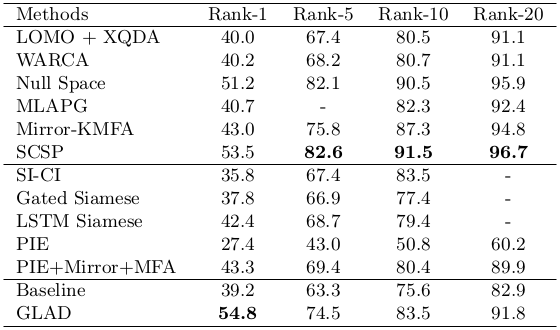 Methods Rank-1 Rank-5 Rank-10 Rank-20
LOMO + XQDA 40.0 67.4 80.5 91.1
WARCA 40.2 68.2 80.7 91.1
Null Space 51.2 82.1 90.5 95.9
MLAPG 40.7 - 82.3 92.4
Mirror-KMFA 43.0 75.8 87.3 94.8
SCSP 53.5 82.6 91.5 96.7
SI-CI 35.8 67.4 83.5 -
Gated Siamese 37.8 66.9 77.4 -
LSTM Siamese 42.4 68.7 79.4 -
PIE 27.4 43.0 50.8 60.2
PIE+Mirror+MFA 43.3 69.4 80.4 89.9
Baseline 39.2 63.3 75.6 82.9
GLAD 54.8 74.5 83.5 91.8